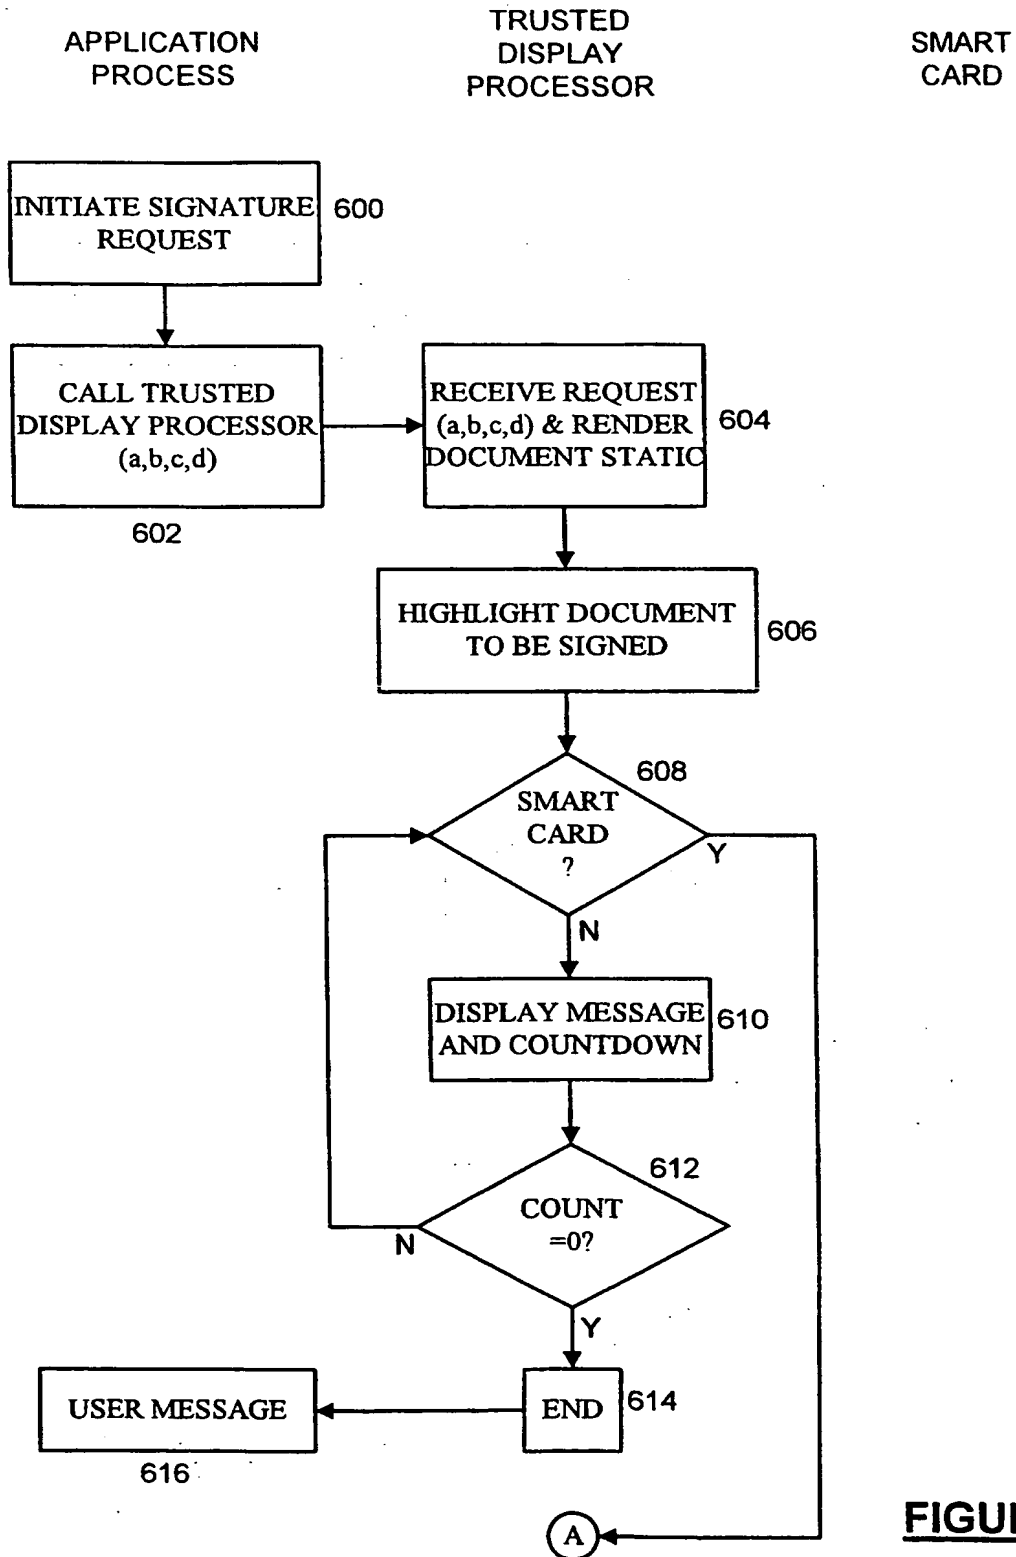 APPLICATION
PROCESS
TRUSTED
DISPLAY
PROCESSOR
SMART
CARD
INITIATE SIGNATURE
REQUEST
600
CALL TRUSTED
DISPLAY PROCESSOR
(a,b,c,d)
602
RECEIVE REQUEST
(a,b,c,d) & RENDER
DOCUMENT STATIC
604
HIGHLIGHT DOCUMENT
TO BE SIGNED
606
608
SMART
CARD
?
Y
N
DISPLAY MESSAGE
AND COUNTDOWN
610
612
COUNT
=0?
N
Y
USER MESSAGE
616
END
614
A